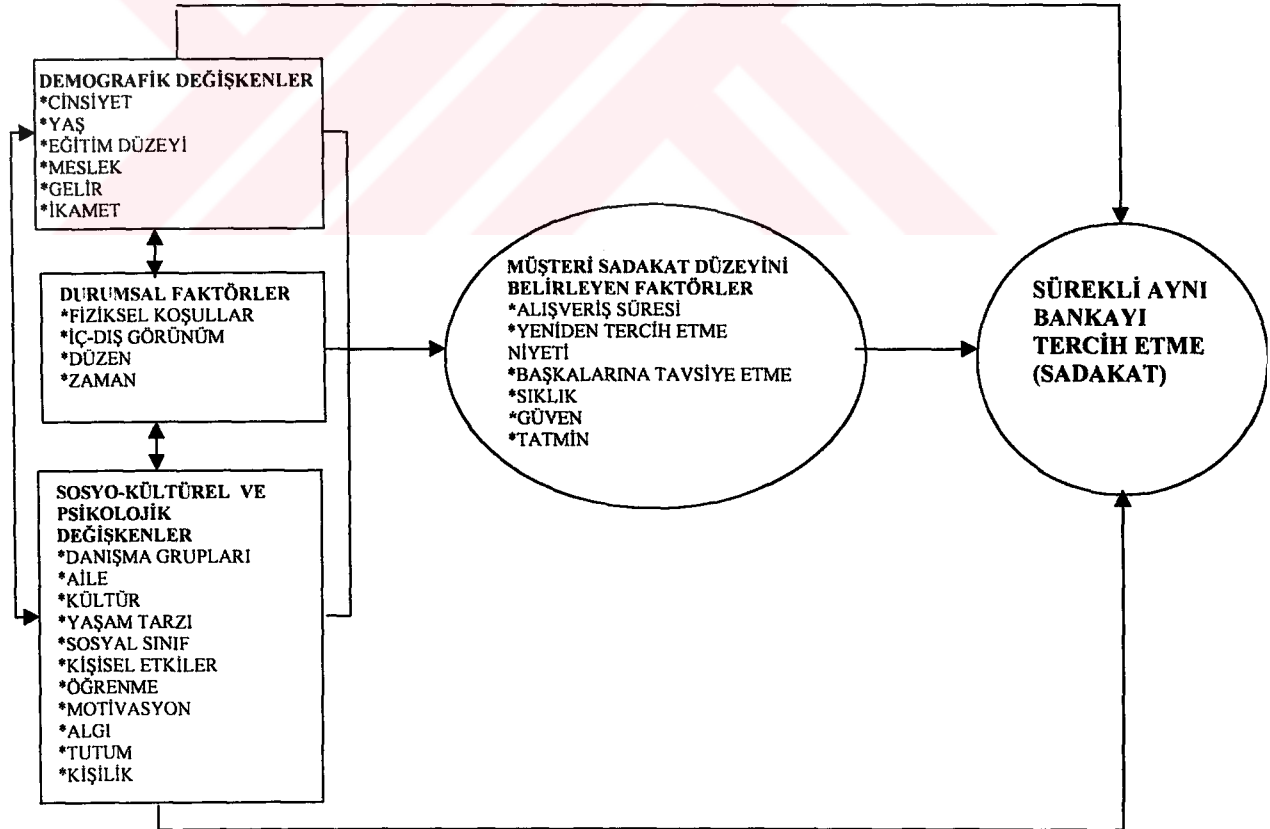 DEMOGRAFİK DEĞİŞKENLER
*CİNSİYET
*YAŞ
*EĞİTİM DÜZEYİ
*MESLEK
*GELİR
*İKAMET
DURUMSAL FAKTÖRLER
*FİZİKSEL KOŞULLAR
*İÇ-DIŞ GÖRÜNÜM
*DÜZEN
*ZAMAN
SOSYO-KÜLTÜREL VE
PSİKOLOJİK
DEĞİŞKENLER
*DANIŞMA GRUPLARI
*AİLE
*KÜLTÜR
*YAŞAM TARZI
*SOSYAL SINIF
*KİŞİSEL ETKİLER
*ÖĞRENME
*MOTİVASYON
*ALGI
*TUTUM
*KİŞİLİK
MÜŞTERİ SADAKAT DÜZEYİNİ
BELİRLEYEN FAKTÖRLER
*ALIŞVERİŞ SÜRESİ
*YENİDEN TERCİH ETME
NİYETİ
*BAŞKALARINA TAVSİYE ETME
*SIKLIK
*GÜVEN
*TATMİN
SÜREKLİ AYNI
BANKAYI
TERCİH ETME
(SADAKAT)